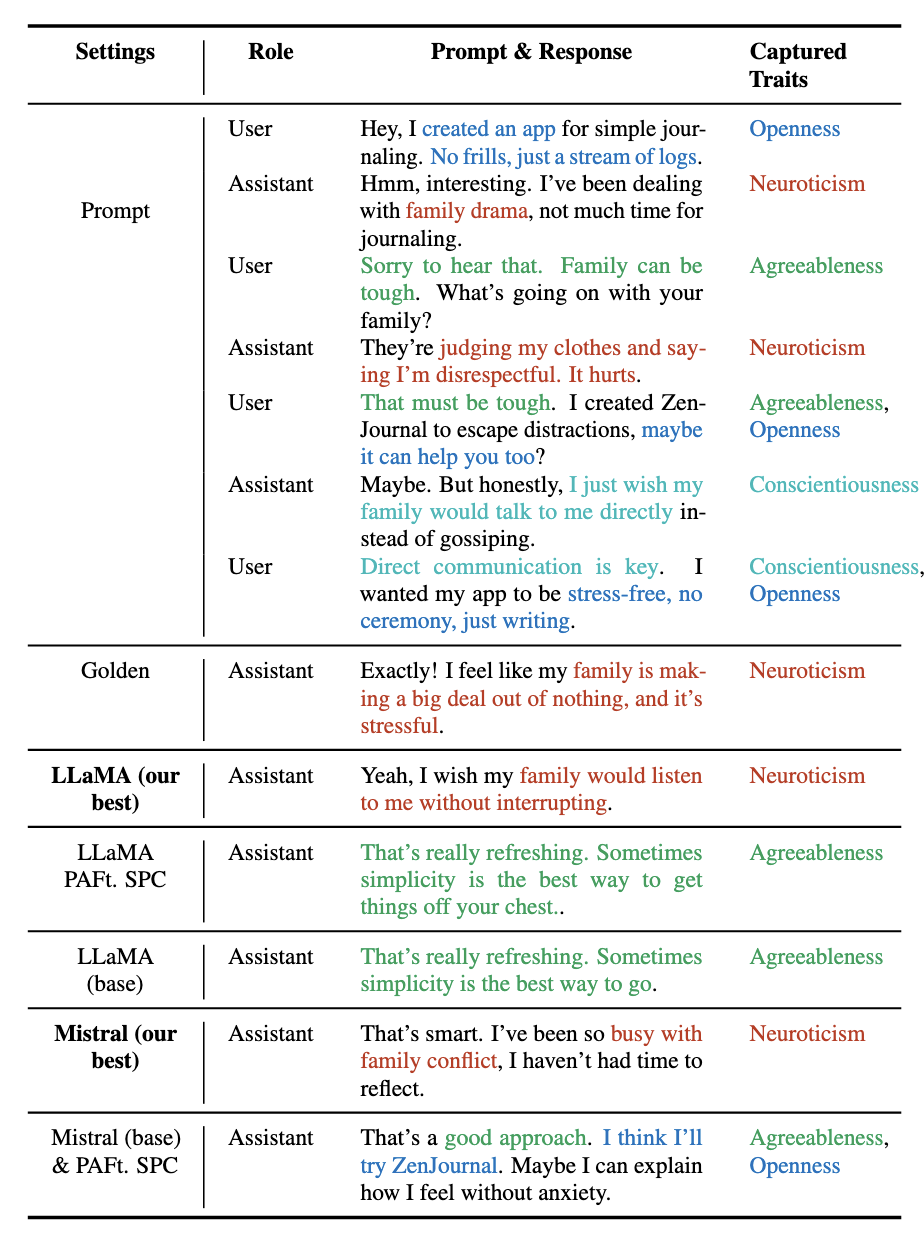 Settings Role Prompt & Response Captured
Traits
User Hey, I created an app for simple jour- Openness
naling. No frills, just a stream of logs.
Assistant Hmm, interesting. I've been dealing Neuroticism
Prompt with family drama, not much time for
journaling.
User Sorry to hear that. Family can be Agreeableness
tough. What's going on with your
family?
Assistant They're judging my clothes and say- Neuroticism
ing I'm disrespectful. It hurts.
User That must be tough. I created Zen- Agreeableness,
Journal to escape distractions, maybe Openness
it can help you too?
Assistant Maybe. But honestly, I just wish my Conscientiousness
family would talk to me directly in-
stead of gossiping.
User Direct communication is key. I Conscientiousness,
wanted my app to be stress-free, no Openness
ceremony, just writing.
Golden Assistant Exactly! I feel like my family is mak- Neuroticism
ing a big deal out of nothing, and it's
stressful.
LLaMA (our Assistant Yeah, I wish my family would listen Neuroticism
best) to me without interrupting.
LLaMA Assistant That's really refreshing. Sometimes Agreeableness
PAFt. SPC simplicity is the best way to get
things off your chest..
LLaMA Assistant That's really refreshing. Sometimes Agreeableness
(base) simplicity is the best way to go.
Mistral (our Assistant That's smart. I've been so busy with Neuroticism
best) family conflict, I haven't had time to
reflect.
Mistral (base) Assistant That's a good approach. I think I'll Agreeableness,
& PAFt. SPC try ZenJournal. Maybe I can explain Openness
how I feel without anxiety.